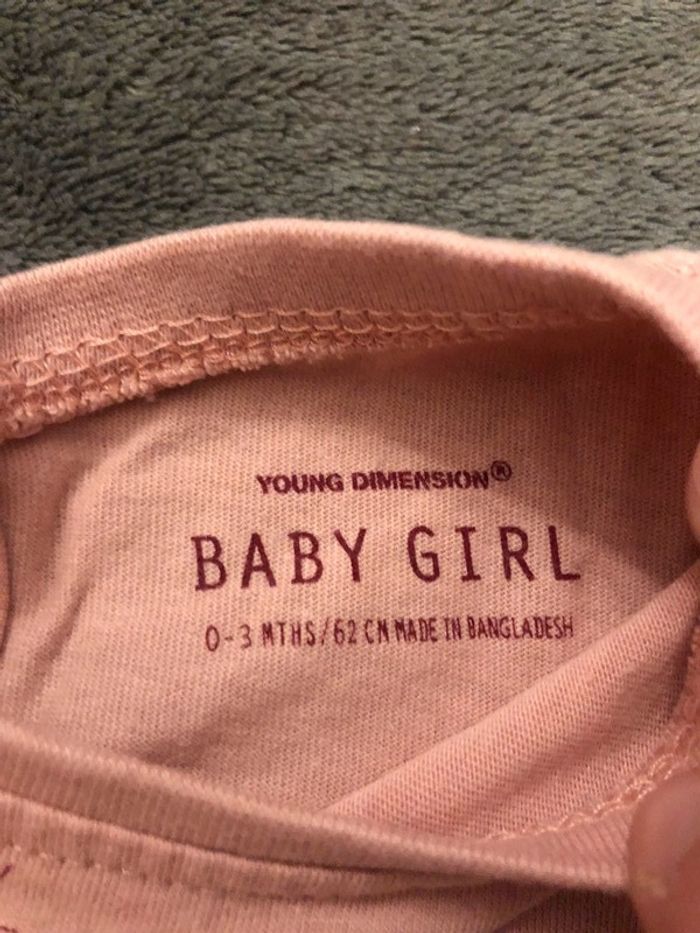 YOUNG DIMENSION®
BABY GIRL
0-3 MTHS/62 CM MADE IN BANGLADESH